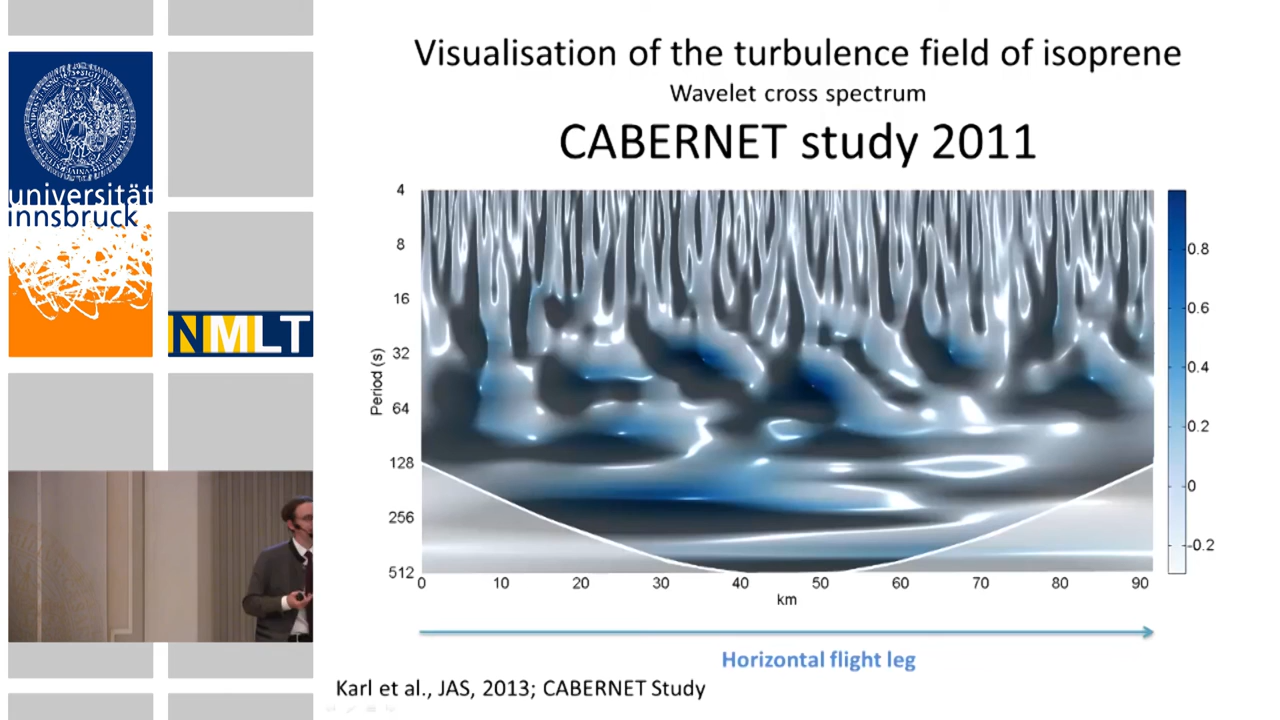 Visualisation of the turbulence field of isoprene
Wavelet cross spectrum
CABERNET study 2011
universität
innsbruck
NMLT
Period (s)
4
8
16
32
64
128
256
512
0 10 20 30 40 50 60 70 80 90
km
0.8
0.6
0.4
0.2
0
-0.2
Horizontal flight leg
Karl et al., JAS, 2013; CABERNET Study